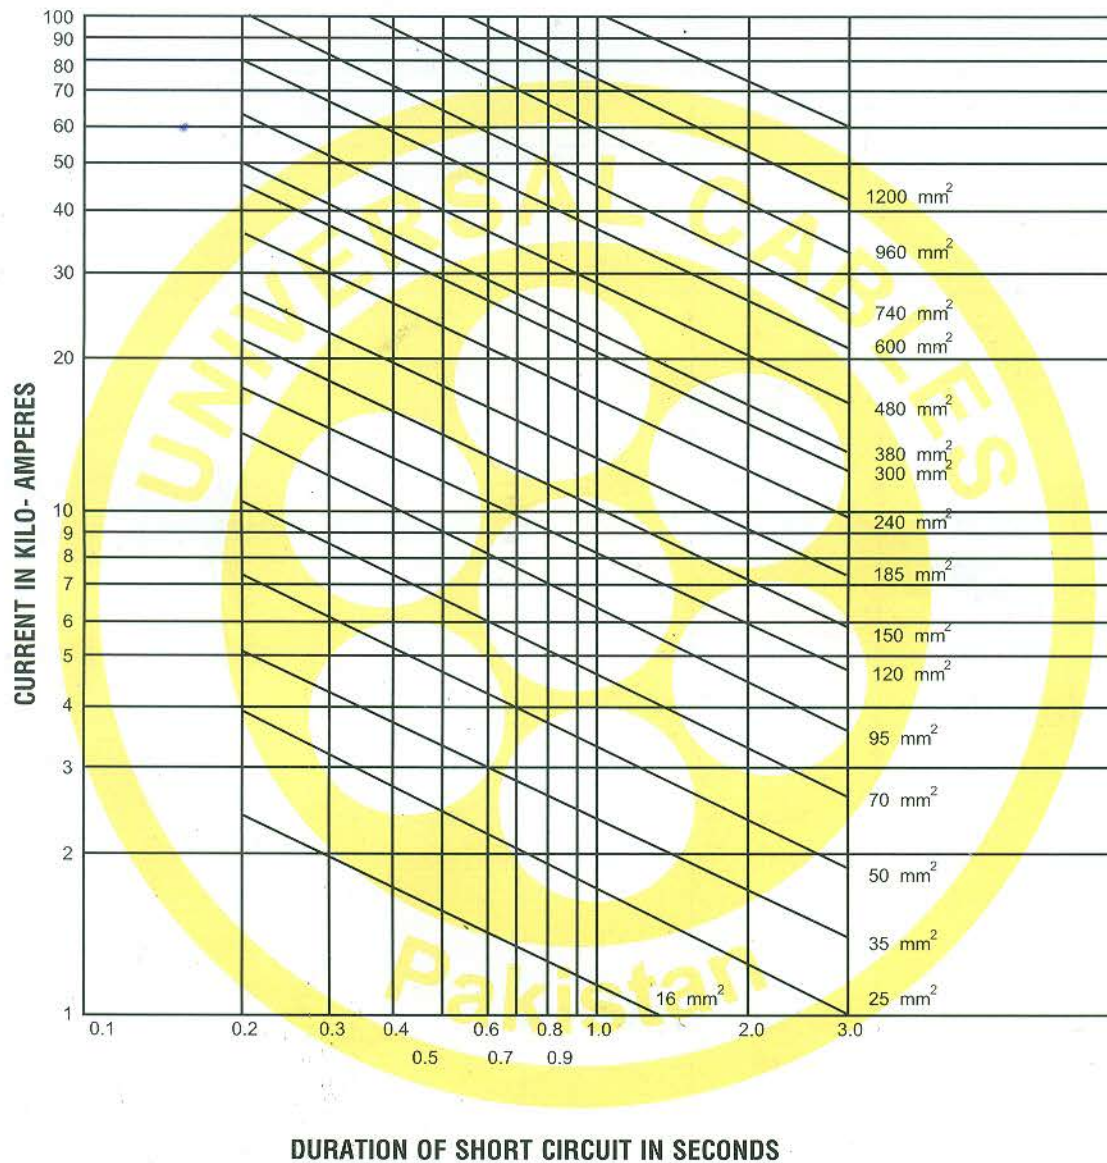 100
90
80
70
60
50
40
30
20
10
9
8
7
6
5
4
3
2
1
CURRENT IN KILO- AMPERES
UNIVERSAL CABLES
Pakistan
1200 mm²
960 mm²
740 mm²
600 mm²
480 mm²
380 mm²
300 mm²
240 mm²
185 mm²
150 mm²
120 mm²
95 mm²
70 mm²
50 mm²
35 mm²
16 mm²
25 mm²
0.1 0.2 0.3 0.4 0.6 0.8 1.0 2.0 3.0
0.5 0.7 0.9
DURATION OF SHORT CIRCUIT IN SECONDS